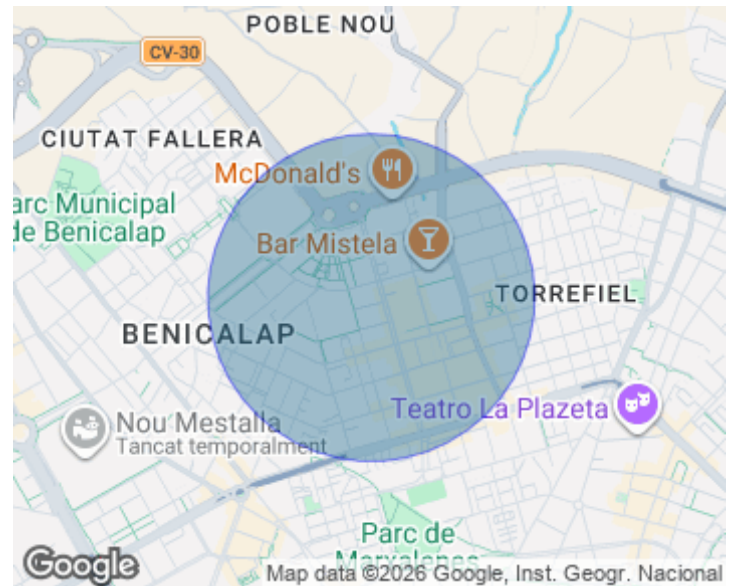 POBLE NOU
CV-30
CIUTAT FALLERA
McDonald's
arc Municipal
de Benicalap
Bar Mistela
TORREFIEL
BENICALAP
Teatro La Plazeta
Nou Mestalla
Tancat temporalment
Parc de
Marxalenes
Google
Map data ©2026 Google, Inst. Geogr. Nacional